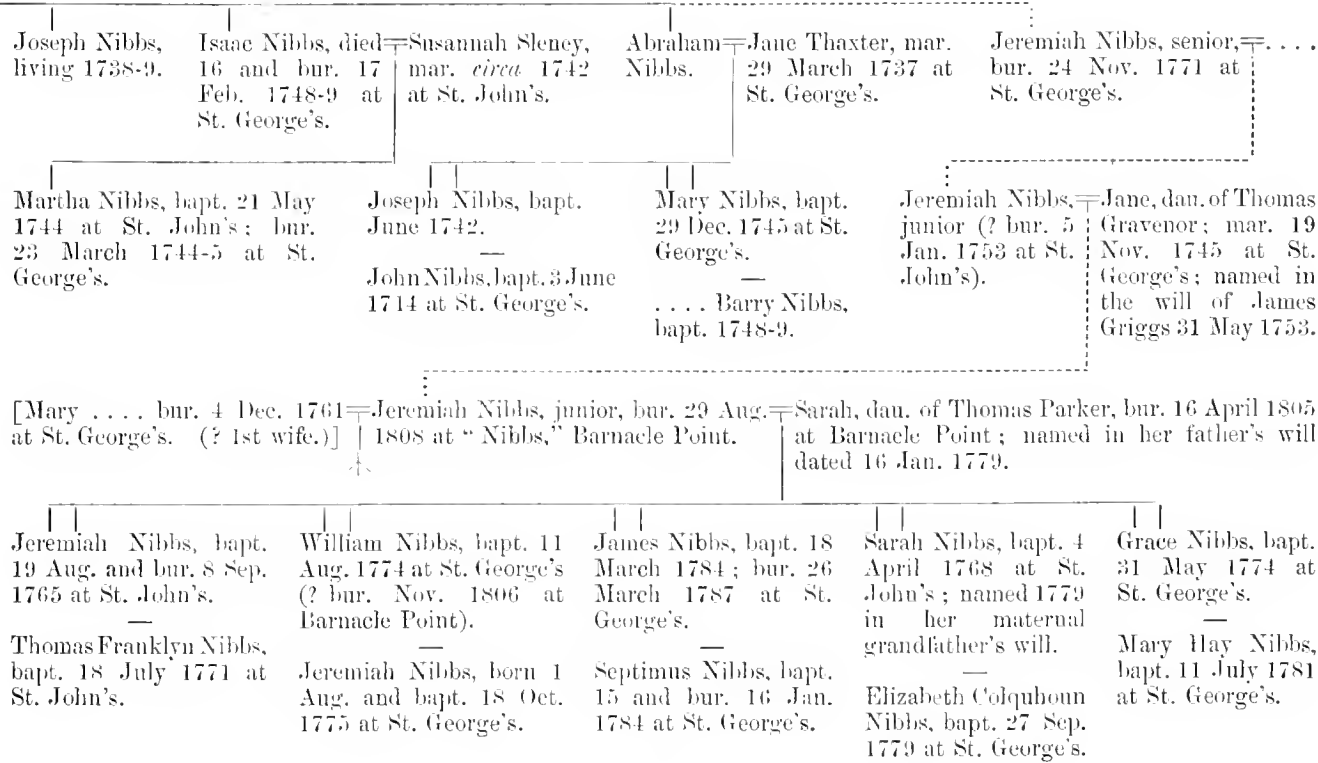 Joseph Nibbs,
living 1738-9.
Isaac Nibbs, died
16 and bur. 17
Feb. 1748-9 at
St. George's.
Susannah Sleney,
mar. circa 1742
at St. John's.
Abraham
Nibbs.
Jane Thaxter, mar.
29 March 1737 at
St. George's.
Jeremiah Nibbs, senior,
bur. 24 Nov. 1771 at
St. George's.
. . . .
Martha Nibbs, bapt. 21 May
1744 at St. John's; bur.
23 March 1744-5 at St.
George's.
Joseph Nibbs, bapt.
June 1742.
—
John Nibbs, bapt. 3 June
1744 at St. George's.
Mary Nibbs, bapt.
29 Dec. 1745 at St.
George's.
—
. . . . Barry Nibbs,
bapt. 1748-9.
Jeremiah Nibbs,
junior (? bur. 5
Jan. 1753 at St.
John's).
Jane, dau. of Thomas
Gravenor; mar. 19
Nov. 1745 at St.
George's; named in
the will of James
Griggs 31 May 1753.
[Mary . . . . bur. 4 Dec. 1761
at St. George's. (? 1st wife.)]
Jeremiah Nibbs, junior, bur. 29 Aug.
1808 at "Nibbs," Barnacle Point.
Sarah, dau. of Thomas Parker, bur. 16 April 1805
at Barnacle Point; named in her father's will
dated 16 Jan. 1779.
Jeremiah Nibbs, bapt.
19 Aug. and bur. 8 Sep.
1765 at St. John's.
—
Thomas Franklyn Nibbs,
bapt. 18 July 1771 at
St. John's.
William Nibbs, bapt. 11
Aug. 1774 at St. George's
(? bur. Nov. 1806 at
Barnacle Point).
—
Jeremiah Nibbs, born 1
Aug. and bapt. 18 Oct.
1775 at St. George's.
James Nibbs, bapt. 18
March 1784; bur. 26
March 1787 at St.
George's.
—
Septimus Nibbs, bapt.
15 and bur. 16 Jan.
1784 at St. George's.
Sarah Nibbs, bapt. 4
April 1768 at St.
John's; named 1779
in her maternal
grandfather's will.
—
Elizabeth Colquhoun
Nibbs, bapt. 27 Sep.
1779 at St. George's.
Grace Nibbs, bapt.
31 May 1774 at
St. George's.
—
Mary Hay Nibbs,
bapt. 11 July 1781
at St. George's.